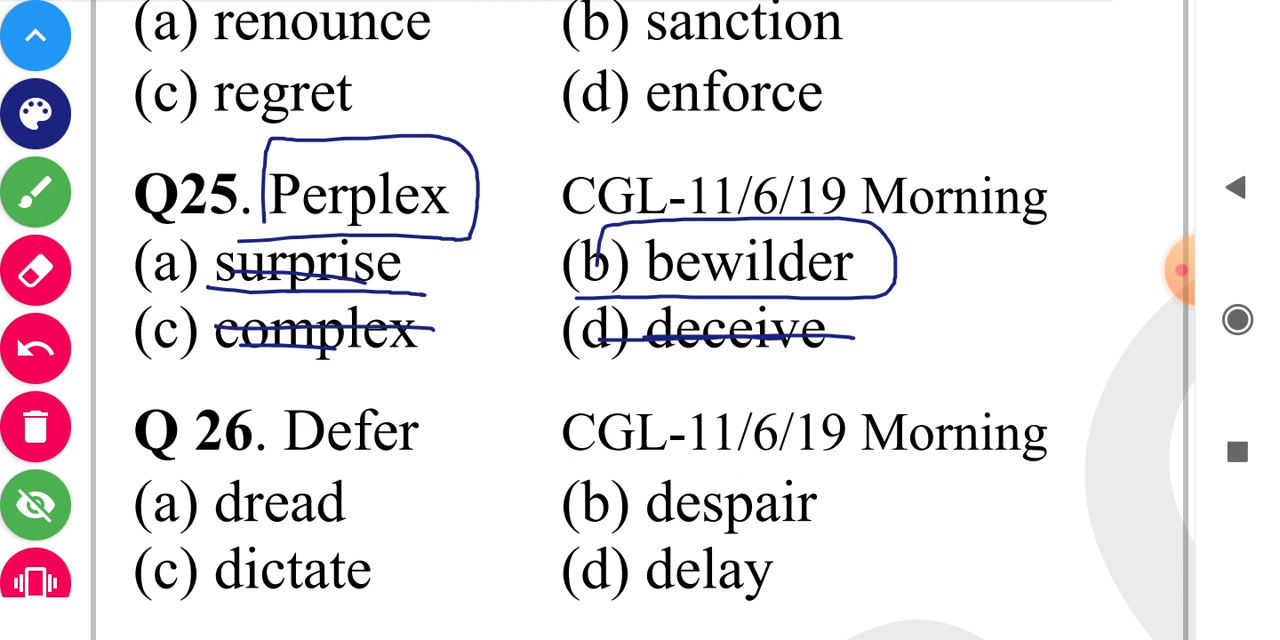 (a) renounce (b) sanction
(c) regret (d) enforce
Q25. Perplex CGL-11/6/19 Morning
(a) surprise (b) bewilder
(c) complex (d) deceive
Q 26. Defer CGL-11/6/19 Morning
(a) dread (b) despair
(c) dictate (d) delay